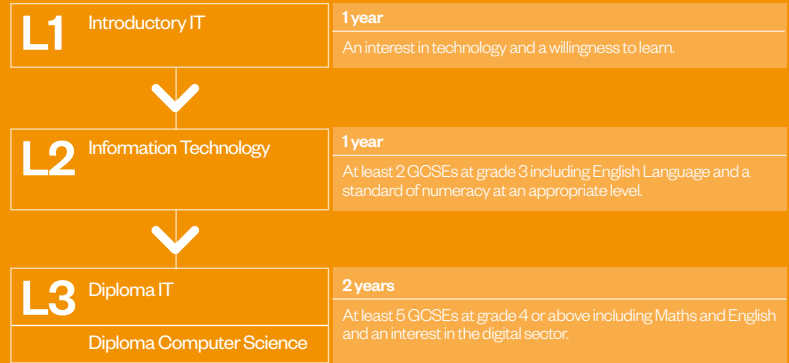 L1 Introductory IT
1 year
An interest in technology and a willingness to learn.
L2 Information Technology
1 year
At least 2 GCSEs at grade 3 including English Language and a
standard of numeracy at an appropriate level.
L3 Diploma IT
Diploma Computer Science
2 years
At least 5 GCSEs at grade 4 or above including Maths and English
and an interest in the digital sector.